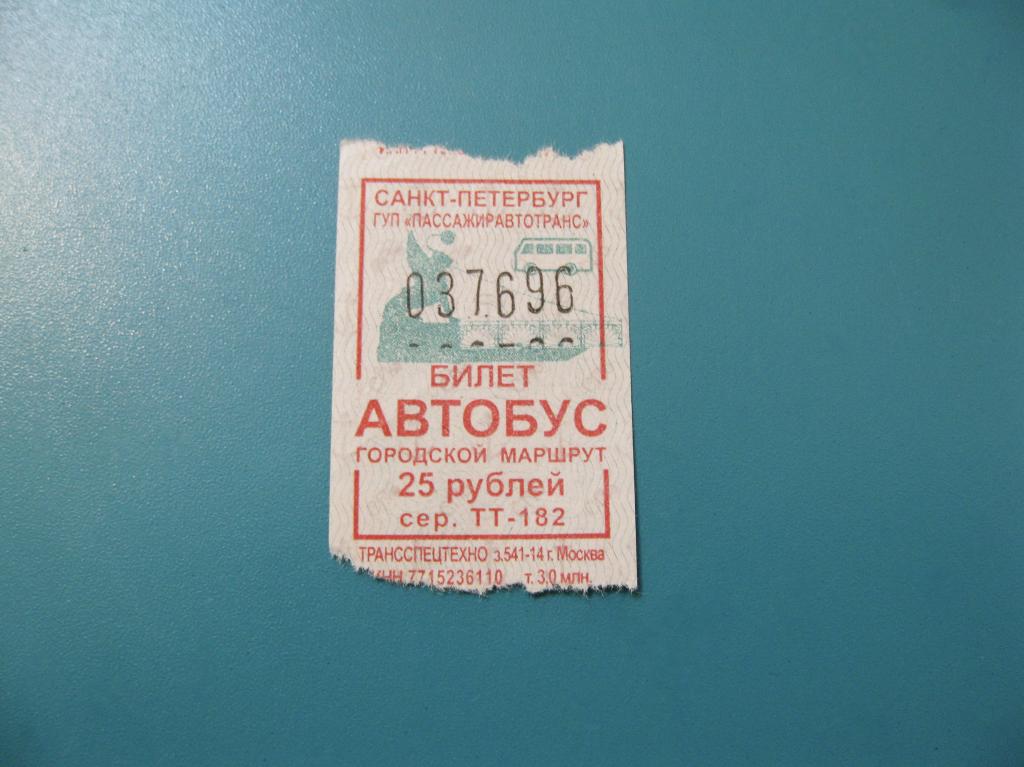 САНКТ-ПЕТЕРБУРГ
ГУП «ПАССАЖИРАВТОТРАНС»
037696
БИЛЕТ
АВТОБУС
ГОРОДСКОЙ МАРШРУТ
25 рублей
сер. ТТ-182
ТРАНССПЕЦТЕХНО з.541-14 г. Москва
ИНН 7715236110 т. 3,0 млн.